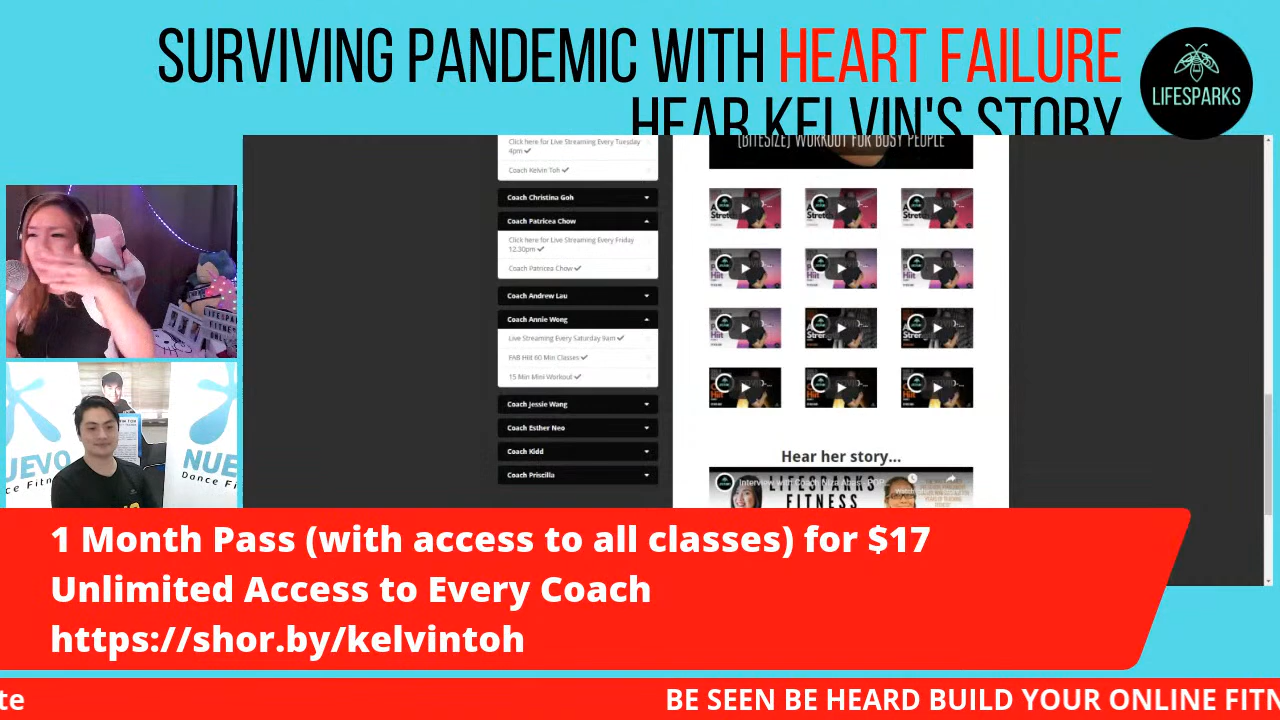 SURVIVING PANDEMIC WITH HEART FAILURE
HEAR KELVIN'S STORY
LIFESPARKS
(BITESIZE) WORKOUT FOR BUSY PEOPLE
Click here for Live Streaming Every Tuesday
4pm ✔
Coach Kelvin Toh ✔
Coach Christina Goh
Coach Patricea Chow
Click here for Live Streaming Every Friday
12.30pm ✔
Coach Patricea Chow ✔
Coach Andrew Lau
Coach Annie Wong
Live Streaming Every Saturday 9am ✔
FAB Hiit 60 Min Classes ✔
15 Min Mini Workout ✔
Coach Jessie Wang
Coach Esther Neo
Coach Kidd
Coach Priscilla
Hear her story...
LIFESPARKS
FITNESS
NUEVO
Dance Fitn
1 Month Pass (with access to all classes) for $17
Unlimited Access to Every Coach
https://shor.by/kelvintoh
te
BE SEEN BE HEARD BUILD YOUR ONLINE FITN